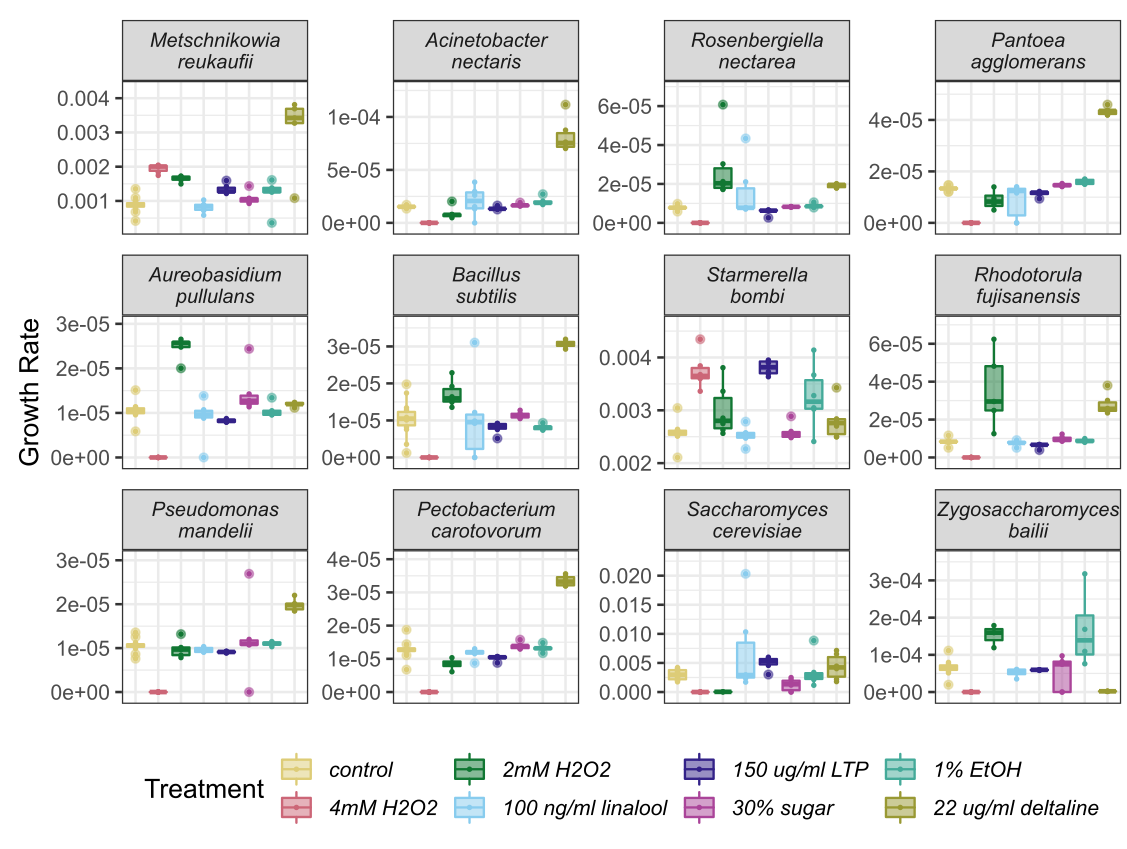 Metschnikowia
reukaufii
Acinetobacter
nectaris
Rosenbergiella
nectarea
Pantoea
agglomerans
0.004
0.003
0.002
0.001
1e-04
5e-05
0e+00
6e-05
4e-05
2e-05
0e+00
4e-05
2e-05
0e+00
Aureobasidium
pullulans
Bacillus
subtilis
Starmerella
bombi
Rhodotorula
fujisanensis
3e-05
2e-05
1e-05
0e+00
3e-05
2e-05
1e-05
0e+00
0.004
0.003
0.002
6e-05
4e-05
2e-05
0e+00
Growth Rate
Pseudomonas
mandelii
Pectobacterium
carotovorum
Saccharomyces
cerevisiae
Zygosaccharomyces
bailii
3e-05
2e-05
1e-05
0e+00
4e-05
3e-05
2e-05
1e-05
0e+00
0.020
0.015
0.010
0.005
0.000
3e-04
2e-04
1e-04
0e+00
Treatment
control
2mM H2O2
150 ug/ml LTP
1% EtOH
4mM H2O2
100 ng/ml linalool
30% sugar
22 ug/ml deltaline